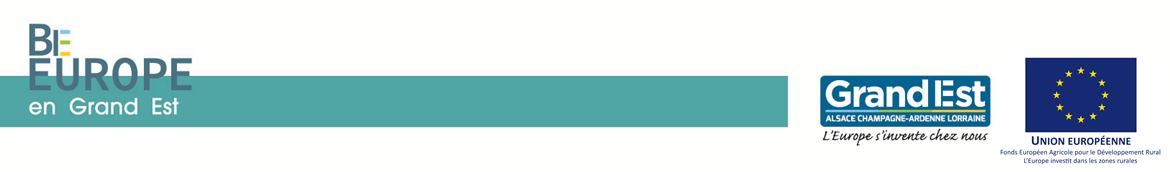 BE
EUROPE
en Grand Est
Grand Est
ALSACE CHAMPAGNE-ARDENNE LORRAINE
L'Europe s'invente chez nous
UNION EUROPÉENNE
Fonds Européen Agricole pour le Développement Rural
L'Europe investit dans les zones rurales